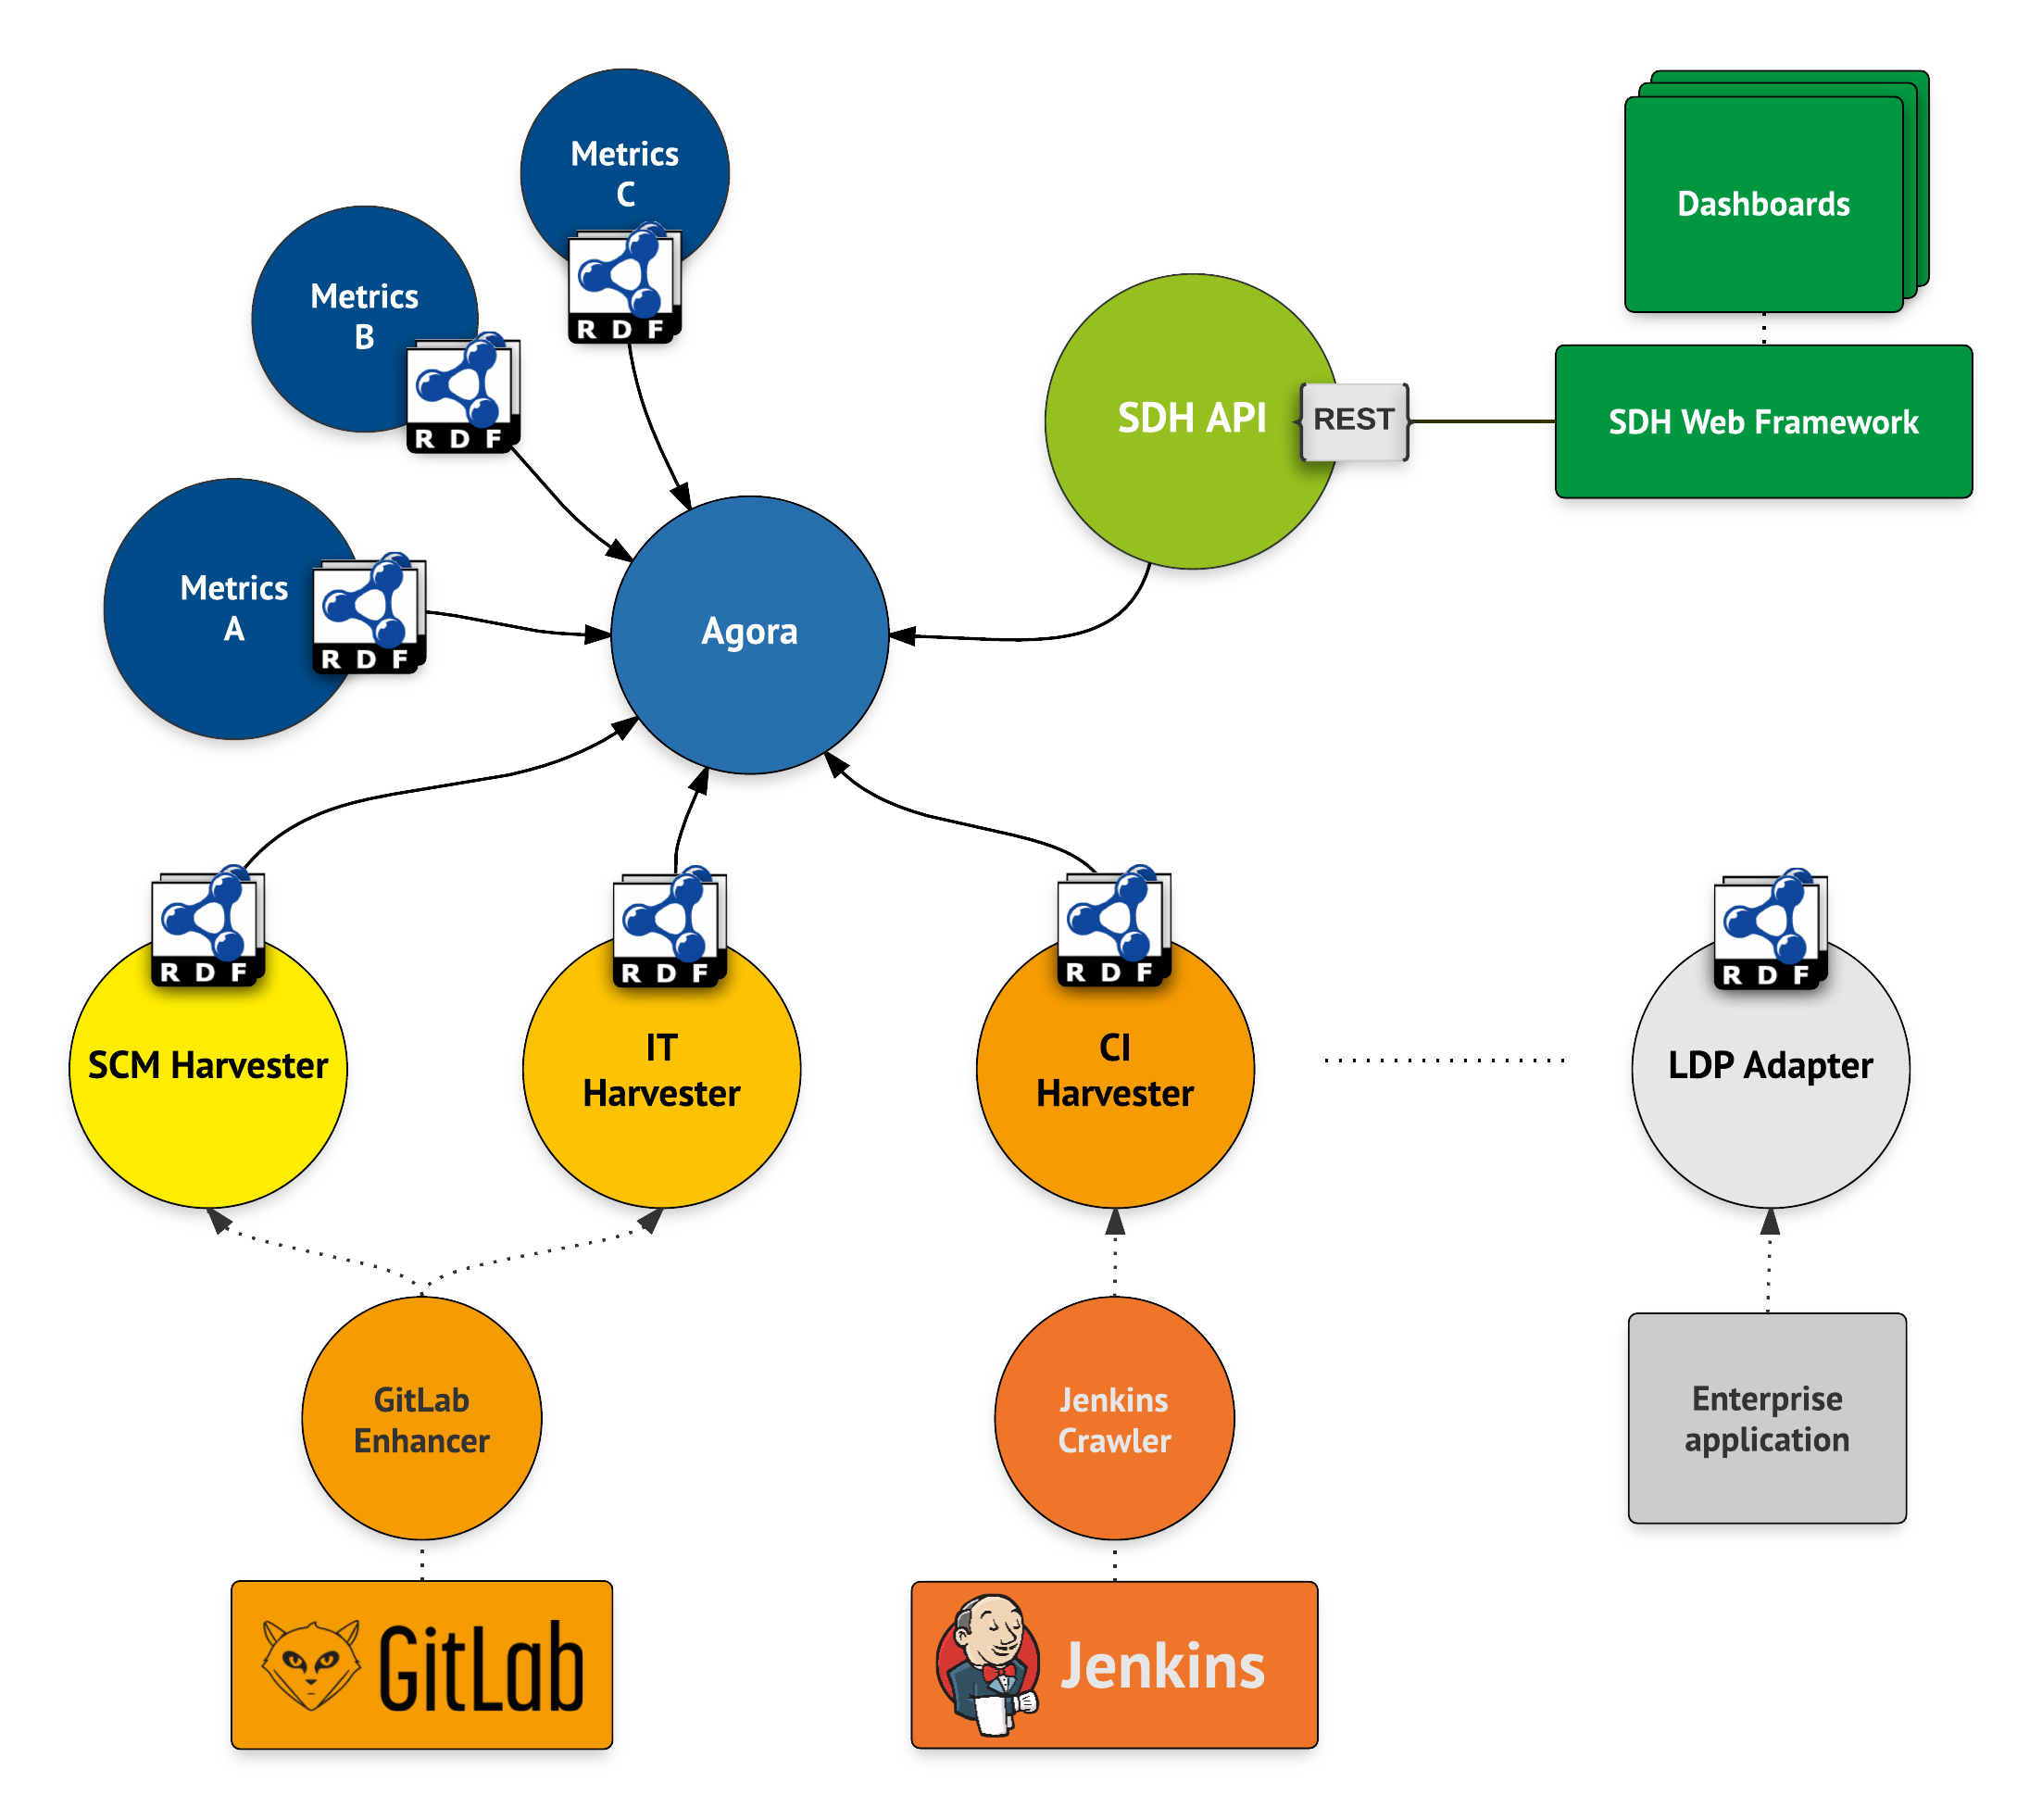 Metrics
C
RDF
Dashboards
Metrics
B
RDF
SDH API
REST
SDH Web Framework
Metrics
A
RDF
Agora
RDF
RDF
RDF
RDF
SCM Harvester
IT
Harvester
CI
Harvester
LDP Adapter
GitLab
Enhancer
Jenkins
Crawler
Enterprise
application
GitLab
Jenkins